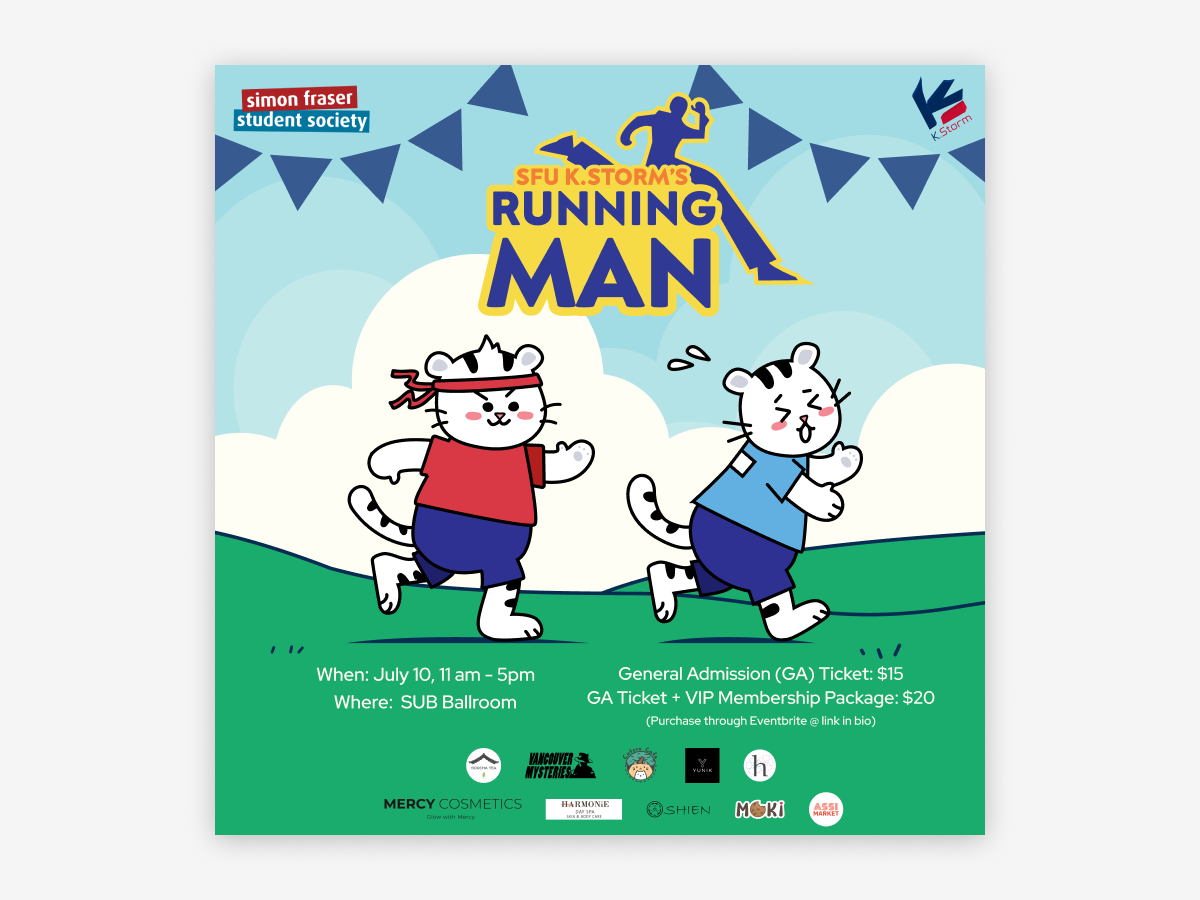 simon fraser
student society
K.Storm
SFU K.STORM'S
RUNNING
MAN
When: July 10, 11 am - 5pm
Where: SUB Ballroom
General Admission (GA) Ticket: $15
GA Ticket + VIP Membership Package: $20
(Purchase through Eventbrite @ link in bio)
VANCOUVER
MYSTERIES
YUNIK
h
MERCY COSMETICS
Glow with Mercy
HARMONiE
DAY SPA
SKIN & BODY CARE
SHIEN
MOKi
ASSI
MARKET